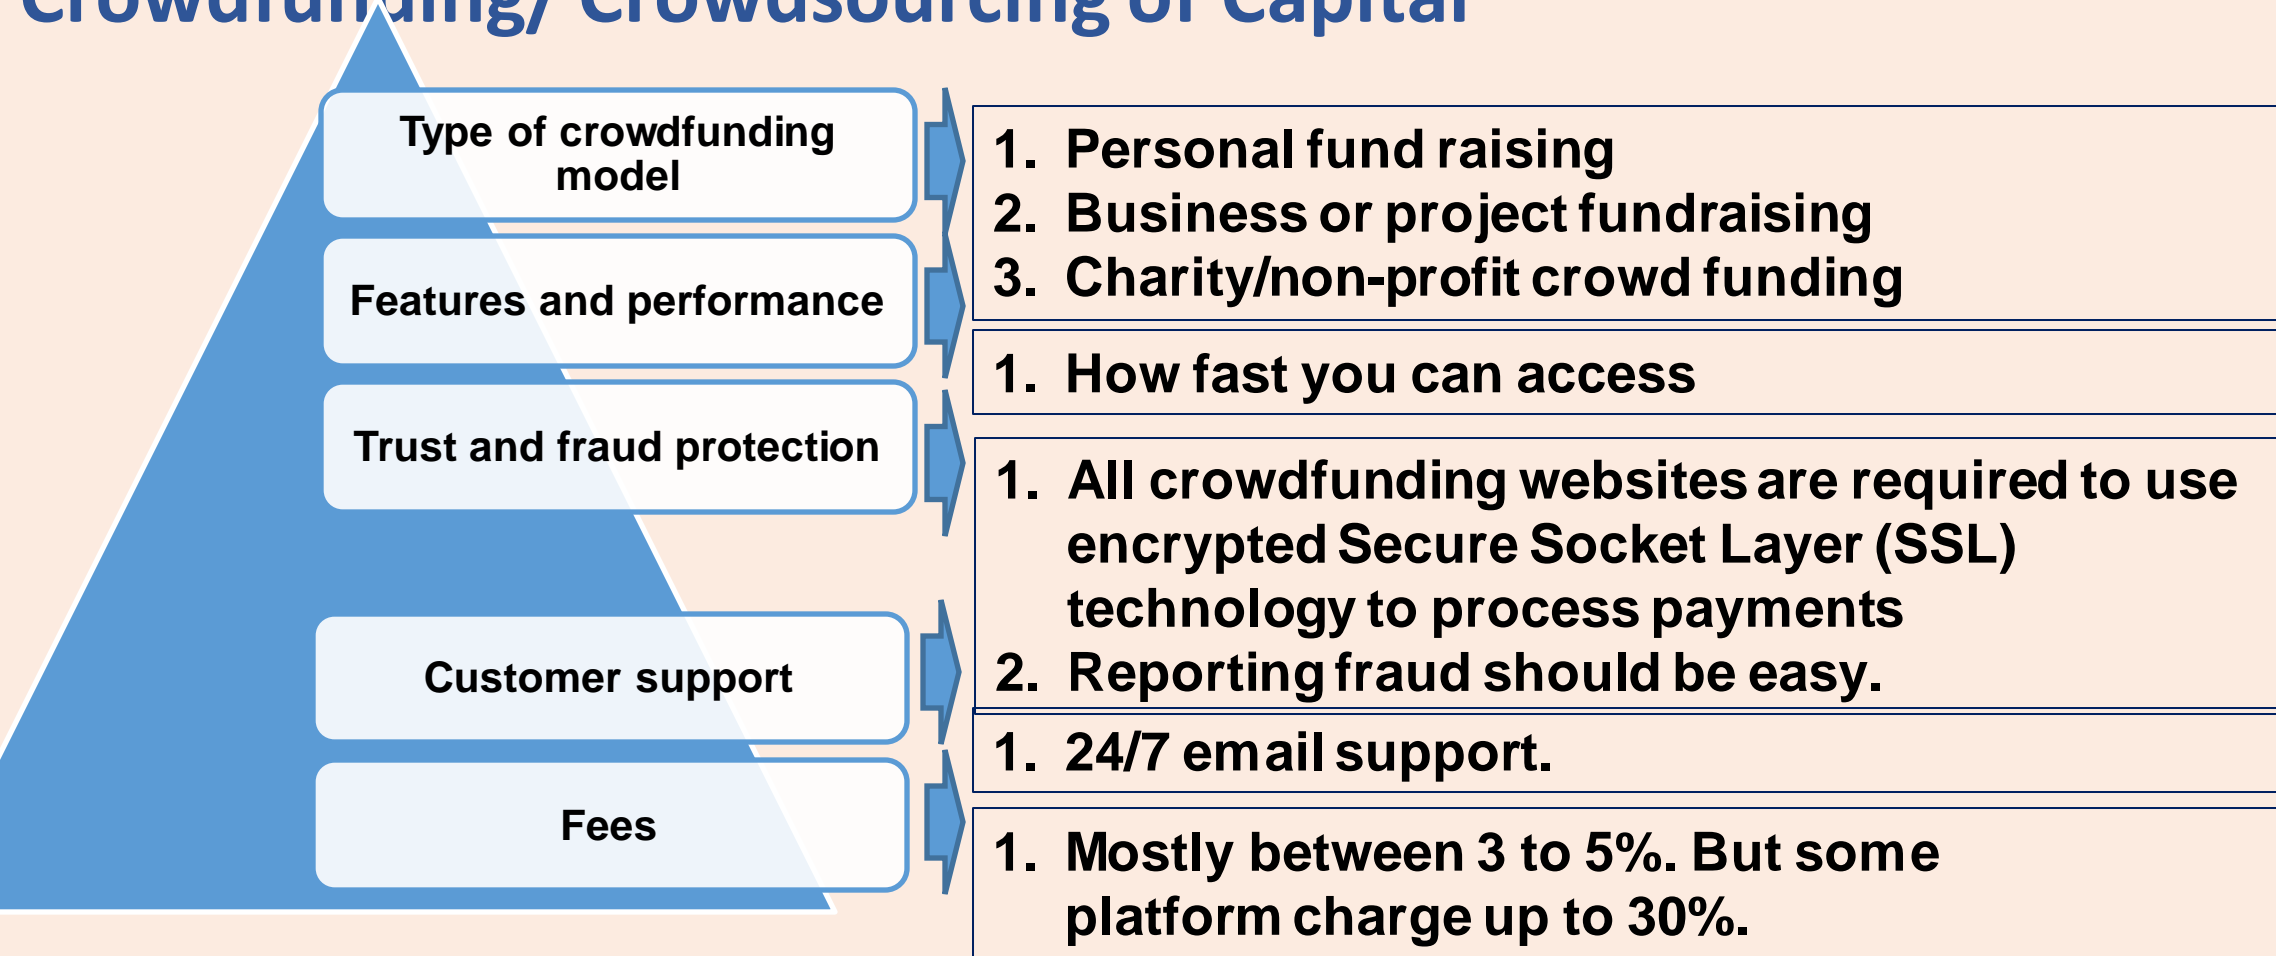 Crowdfunding/ Crowdsourcing of Capital
Type of crowdfunding
model
1. Personal fund raising
2. Business or project fundraising
3. Charity/non-profit crowd funding
Features and performance
1. How fast you can access
Trust and fraud protection
1. All crowdfunding websites are required to use
encrypted Secure Socket Layer (SSL)
technology to process payments
2. Reporting fraud should be easy.
Customer support
1. 24/7 email support.
Fees
1. Mostly between 3 to 5%. But some
platform charge up to 30%.